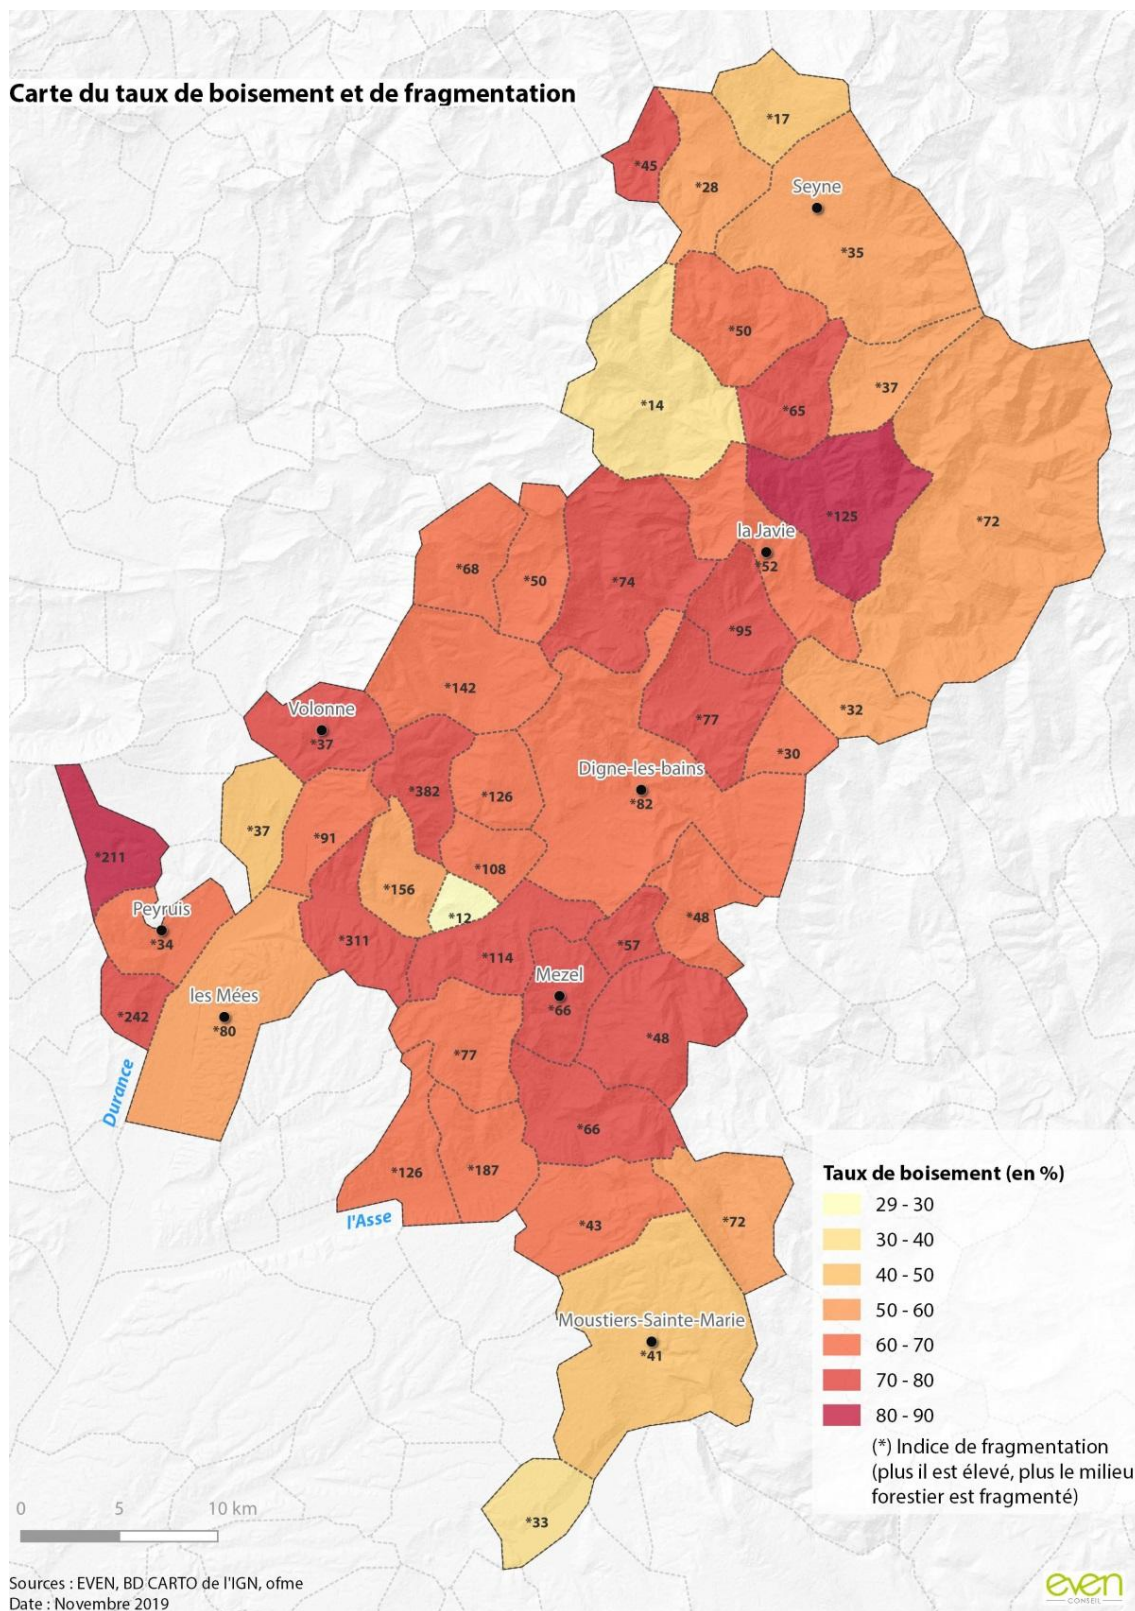 Carte du taux de boisement et de fragmentation
*17
*45
*28
Seyne
*35
*50
*37
*14
*65
*125
*72
la Javie
*52
*68
*50
*74
*95
*142
*77
*32
Volonne
*37
*30
Digne-les-bains
*82
*382
*126
*37
*91
*211
*108
*156
*12
Peyruis
*34
*48
*311
*57
*114
Mezel
*66
les Mées
*80
*242
*48
*77
Durance
*66
*126
*187
l'Asse
*43
*72
Moustiers-Sainte-Marie
*41
*33
Taux de boisement (en %)
29 - 30
30 - 40
40 - 50
50 - 60
60 - 70
70 - 80
80 - 90
(*) Indice de fragmentation
(plus il est élevé, plus le milieu
forestier est fragmenté)
0 5 10 km
Sources : EVEN, BD CARTO de l'IGN, ofme
Date : Novembre 2019
even
CONSEIL